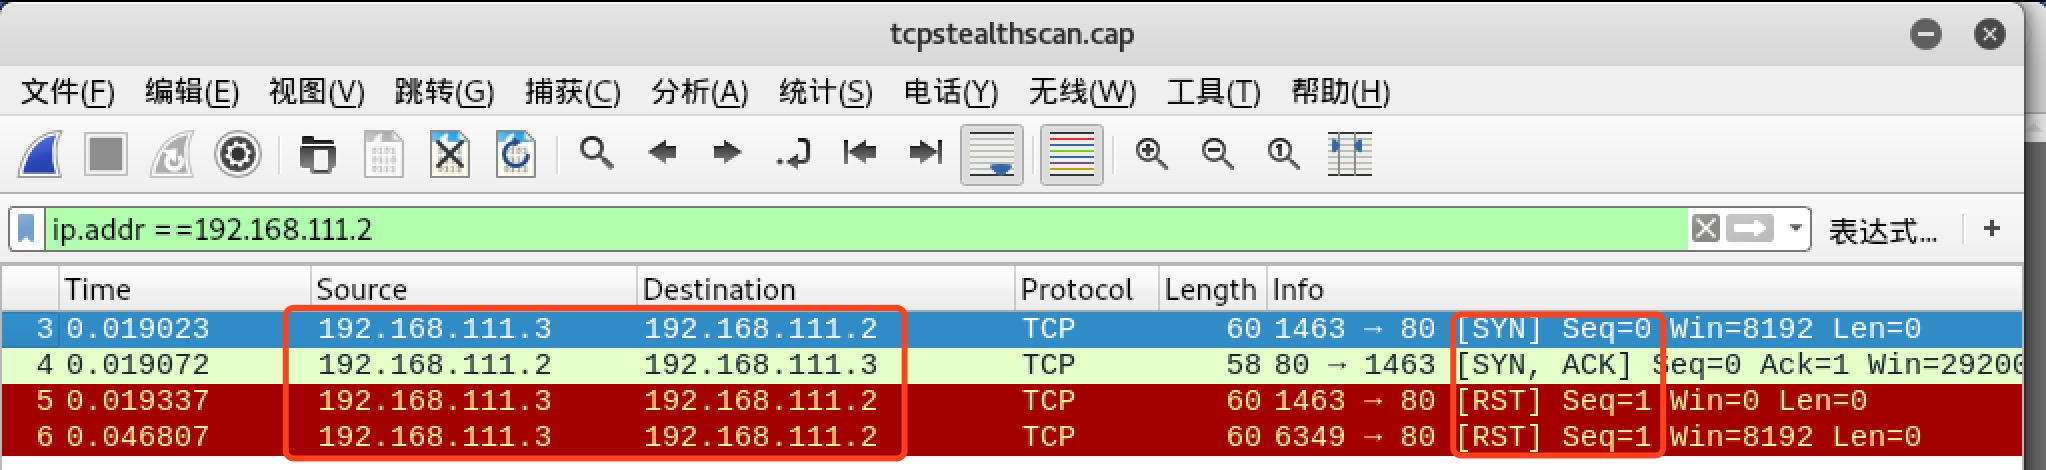 tcpstealthscan.cap
文件(F) 编辑(E) 视图(V) 跳转(G) 捕获(C) 分析(A) 统计(S) 电话(Y) 无线(W) 工具(T) 帮助(H)
ip.addr ==192.168.111.2 表达式… +
Time Source Destination Protocol Length Info
3 0.019023 192.168.111.3 192.168.111.2 TCP 60 1463 → 80 [SYN] Seq=0 Win=8192 Len=0
4 0.019072 192.168.111.2 192.168.111.3 TCP 58 80 → 1463 [SYN, ACK] Seq=0 Ack=1 Win=29200
5 0.019337 192.168.111.3 192.168.111.2 TCP 60 1463 → 80 [RST] Seq=1 Win=0 Len=0
6 0.046807 192.168.111.3 192.168.111.2 TCP 60 6349 → 80 [RST] Seq=1 Win=8192 Len=0